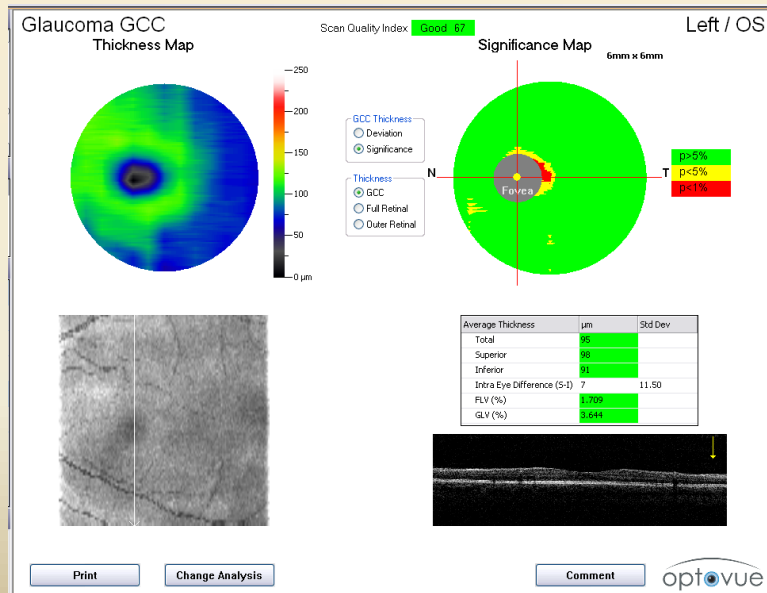 Glaucoma GCC
Scan Quality Index Good 67
Left / OS
Thickness Map
Significance Map
6mm x 6mm
250
200
150
100
50
0 µm
GCC Thickness
Deviation
Significance
Thickness
GCC
Full Retinal
Outer Retinal
N
Fovea
T
p>5%
p<5%
p<1%
Average Thickness µm Std Dev
Total 95
Superior 98
Inferior 91
Intra Eye Difference (S-I) 7 11.50
FLV (%) 1.709
GLV (%) 3.644
Print
Change Analysis
Comment
optovue